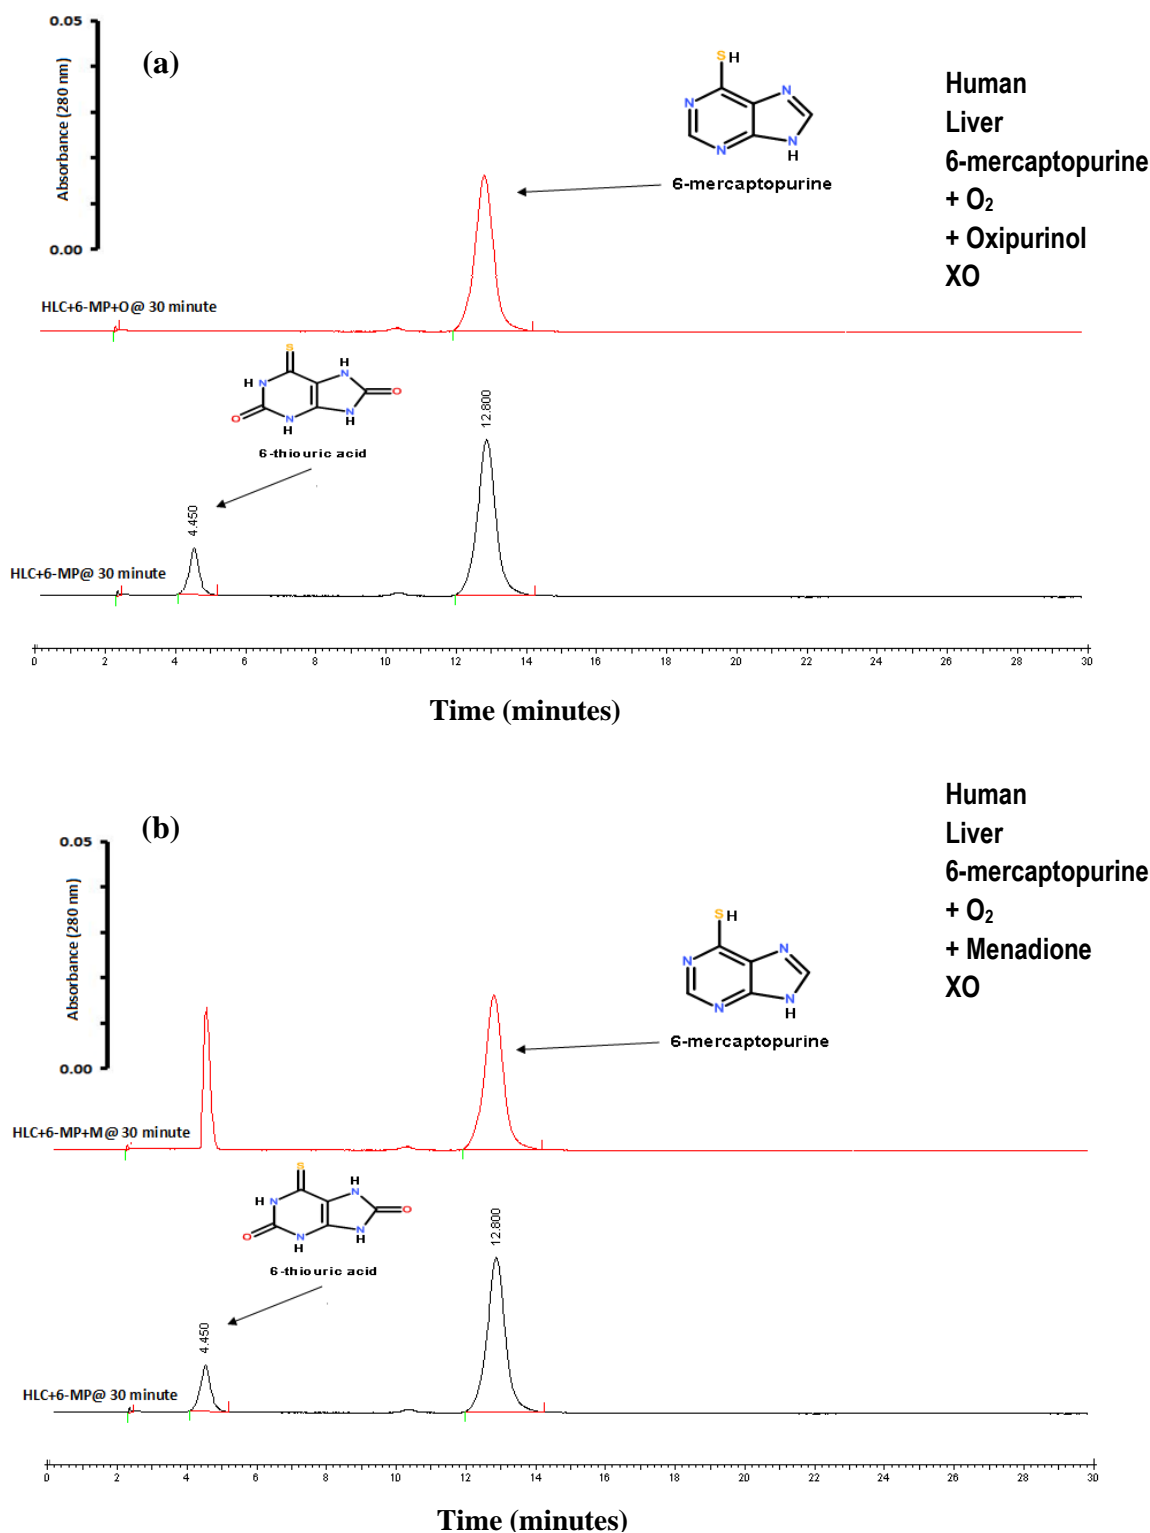 0.05
(a)
Absorbance (280 nm)
0.00
SH
N
N
N
N
H
6-mercaptopurine
Human
Liver
6-mercaptopurine
+ O₂
+ Oxipurinol
XO
HLC+6-MP+O@ 30 minute
S
H
H N
N
O
O
N
N
H
H
6-thiouric acid
4.450
12.800
HLC+6-MP@ 30 minute
0 2 4 6 8 10 12 14 16 18 20 22 24 26 28 30
Time (minutes)
0.05
(b)
Absorbance (280 nm)
0.00
SH
N
N
N
N
H
6-mercaptopurine
Human
Liver
6-mercaptopurine
+ O₂
+ Menadione
XO
HLC+6-MP+M@ 30 minute
S
H
H N
N
O
O
N
N
H
H
6-thiouric acid
4.450
12.800
HLC+6-MP@ 30 minute
0 2 4 6 8 10 12 14 16 18 20 22 24 26 28 30
Time (minutes)